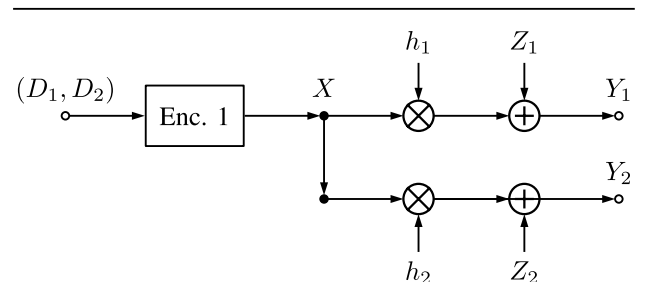 h₁ Z₁
(D₁, D₂) X Y₁
Enc. 1
Y₂
h₂ Z₂